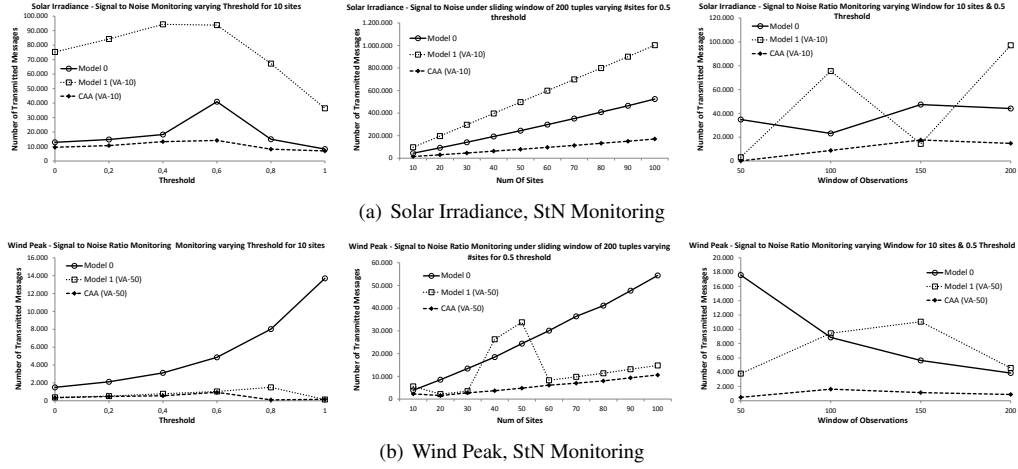 Solar Irradiance - Signal to Noise Monitoring varying Threshold for 10 sites
Number of Transmitted Messages
100.000
90.000
80.000
70.000
60.000
50.000
40.000
30.000
20.000
10.000
0
Model 0
Model 1 (VA-10)
CAA (VA-10)
0 0,2 0,4 0,6 0,8 1
Threshold
Solar Irradiance - Signal to Noise under sliding window of 200 tuples varying #sites for 0.5
threshold
Number of Transmitted Messages
1.200.000
1.000.000
800.000
600.000
400.000
200.000
0
Model 0
Model 1 (VA-10)
CAA (VA-10)
10 20 30 40 50 60 70 80 90 100
Num Of Sites
Solar Irradiance - Signal to Noise Ratio Monitoring varying Window for 10 sites & 0.5
Threshold
Number of Transmitted Messages
120.000
100.000
80.000
60.000
40.000
20.000
0
Model 0
Model 1 (VA-10)
CAA (VA-10)
50 100 150 200
Window of Observations
(a) Solar Irradiance, StN Monitoring
Wind Peak - Signal to Noise Ratio Monitoring Monitoring varying Threshold for 10 sites
Number of Transmitted Messages
16.000
14.000
12.000
10.000
8.000
6.000
4.000
2.000
0
Model 0
Model 1 (VA-50)
CAA (VA-50)
0 0,2 0,4 0,6 0,8 1
Threshold
Wind Peak - Signal to Noise Ratio Monitoring under sliding window of 200 tuples varying
#sites for 0.5 threshold
Number of Transmitted Messages
60.000
50.000
40.000
30.000
20.000
10.000
0
Model 0
Model 1 (VA-50)
CAA (VA-50)
10 20 30 40 50 60 70 80 90 100
Num of Sites
Wind Peak - Signal to Noise Ratio Monitoring varying Window for 10 sites & 0.5 Threshold
Number of Transmitted Messages
20.000
18.000
16.000
14.000
12.000
10.000
8.000
6.000
4.000
2.000
0
Model 0
Model 1 (VA-50)
CAA (VA-50)
50 100 150 200
Window of Observations
(b) Wind Peak, StN Monitoring